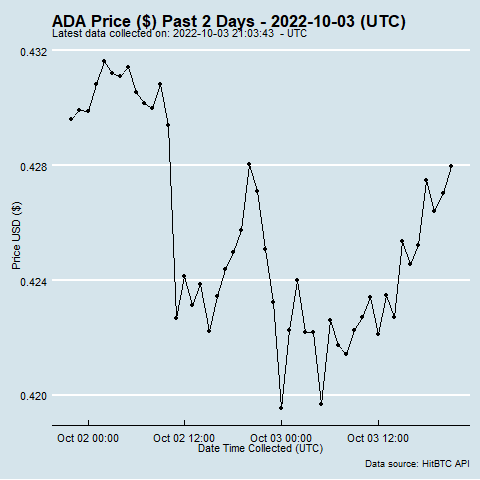 ADA Price ($) Past 2 Days - 2022-10-03 (UTC)
Latest data collected on: 2022-10-03 21:03:43 - UTC
0.432
0.428
0.424
0.420
Price USD ($)
Oct 02 00:00 Oct 02 12:00 Oct 03 00:00 Oct 03 12:00
Date Time Collected (UTC)
Data source: HitBTC API